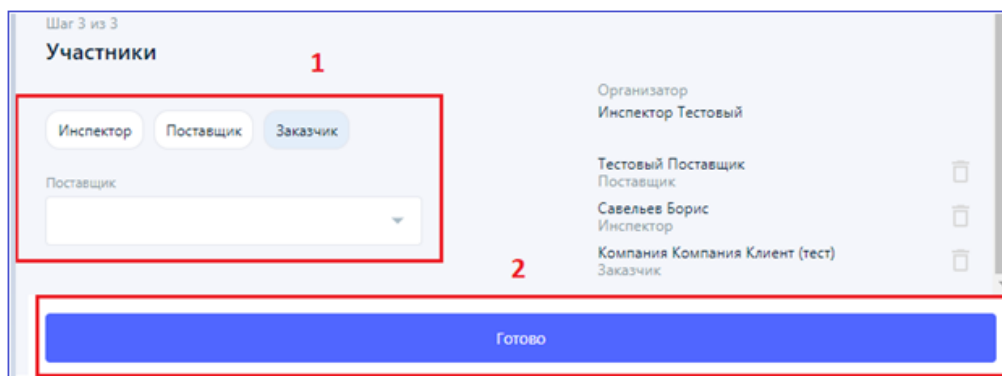 Шаг 3 из 3
Участники
1
Инспектор
Поставщик
Заказчик
Поставщик
Организатор
Инспектор Тестовый
Тестовый Поставщик
Поставщик
Савельев Борис
Инспектор
Компания Компания Клиент (тест)
Заказчик
2
Готово